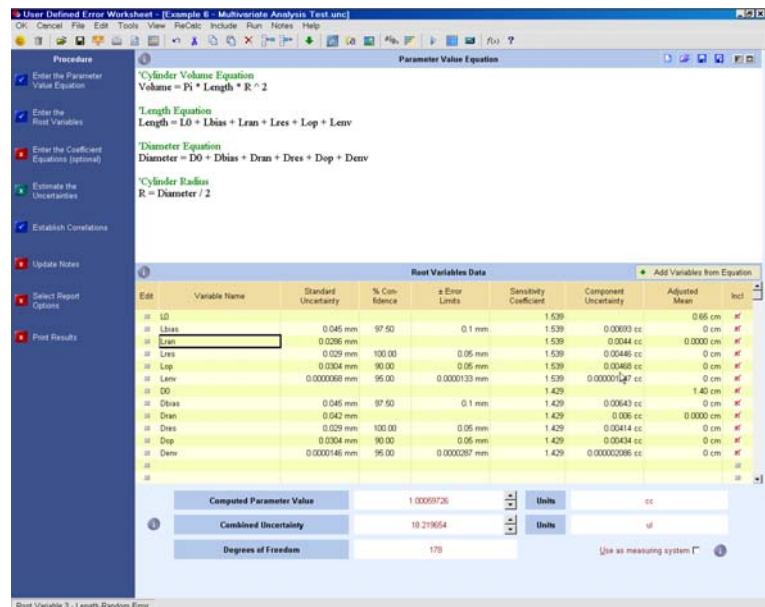 User Defined Error Worksheet - [Example 6 - Multivariate Analysis Test.unc]
OK Cancel File Edit Tools View ReCalc Include Run Notes Help
Procedure
Enter the Parameter
Value Equation
Enter the
Root Variables
Enter the Coefficient
Equations (optional)
Estimate the
Uncertainties
Establish Correlations
Update Notes
Select Report
Options
Print Results
Parameter Value Equation
'Cylinder Volume Equation
Volume = Pi * Length * R ^ 2
'Length Equation
Length = L0 + Lbias + Lran + Lres + Lop + Lenv
'Diameter Equation
Diameter = D0 + Dbias + Dran + Dres + Dop + Denv
'Cylinder Radius
R = Diameter / 2
Root Variables Data
Add Variables from Equation
Edit Variable Name Standard Uncertainty % Con-fidence ± Error Limits Sensitivity Coefficient Component Uncertainty Adjusted Mean Incl
L0 1.539 0.65 cm
Lbias 0.045 mm 97.50 0.1 mm 1.539 0.00693 cc 0 cm
Lran 0.0286 mm 1.539 0.0044 cc 0.0000 cm
Lres 0.029 mm 100.00 0.05 mm 1.539 0.00446 cc 0 cm
Lop 0.0304 mm 90.00 0.05 mm 1.539 0.00468 cc 0 cm
Lenv 0.0000068 mm 95.00 0.0000133 mm 1.539 cc 0 cm
D0 1.429 1.40 cm
Dbias 0.045 mm 97.50 0.1 mm 1.429 0.00643 cc 0 cm
Dran 0.042 mm 1.429 0.006 cc 0.0000 cm
Dres 0.029 mm 100.00 0.05 mm 1.429 0.00414 cc 0 cm
Dop 0.0304 mm 90.00 0.05 mm 1.429 0.00434 cc 0 cm
Denv 0.0000146 mm 95.00 0.0000287 mm 1.429 0.000002086 cc 0 cm
Computed Parameter Value 1.00059726 Units cc
Combined Uncertainty 18.219654 Units ul
Degrees of Freedom 178
Use as measuring system
Root Variable 3 - Length Random Error